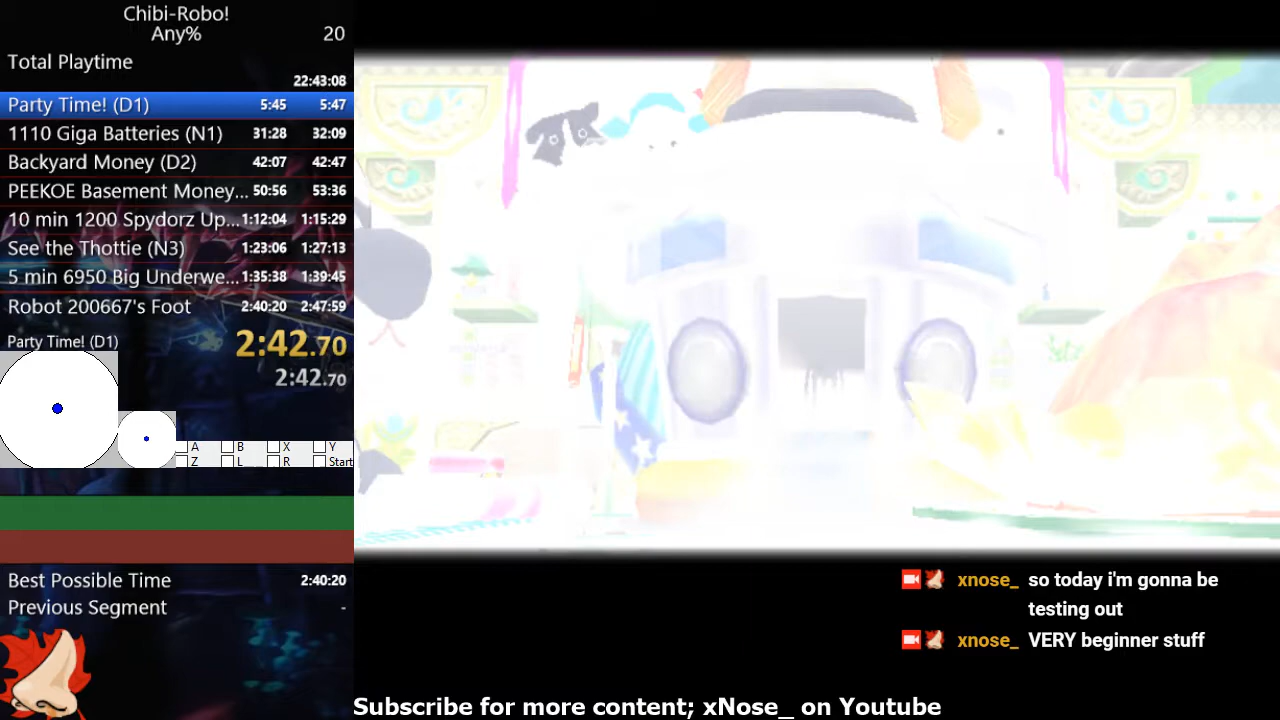 Chibi-Robo!
Any%
20
Total Playtime
22:43:08
Party Time! (D1) 5:45 5:47
1110 Giga Batteries (N1) 31:28 32:09
Backyard Money (D2) 42:07 42:47
PEEKOE Basement Money... 50:56 53:36
10 min 1200 Spydorz Up... 1:12:04 1:15:29
See the Thottie (N3) 1:23:06 1:27:13
5 min 6950 Big Underwe... 1:35:38 1:39:45
Robot 200667's Foot 2:40:20 2:47:59
Party Time! (D1) 2:42.70
2:42.70
A B X Y
Z L R Start
Best Possible Time 2:40:20
Previous Segment -
xnose_ so today i'm gonna be
testing out
xnose_ VERY beginner stuff
Subscribe for more content; xNose_ on Youtube